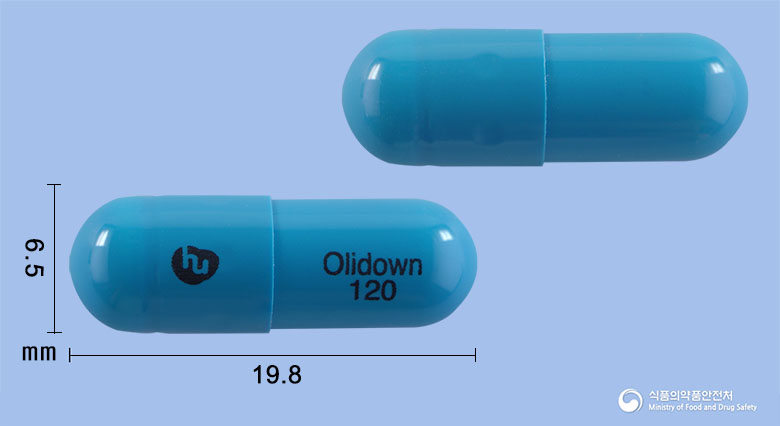 hu
Olidown
120
6.5
mm
19.8
식품의약품안전처
Ministry of Food and Drug Safety